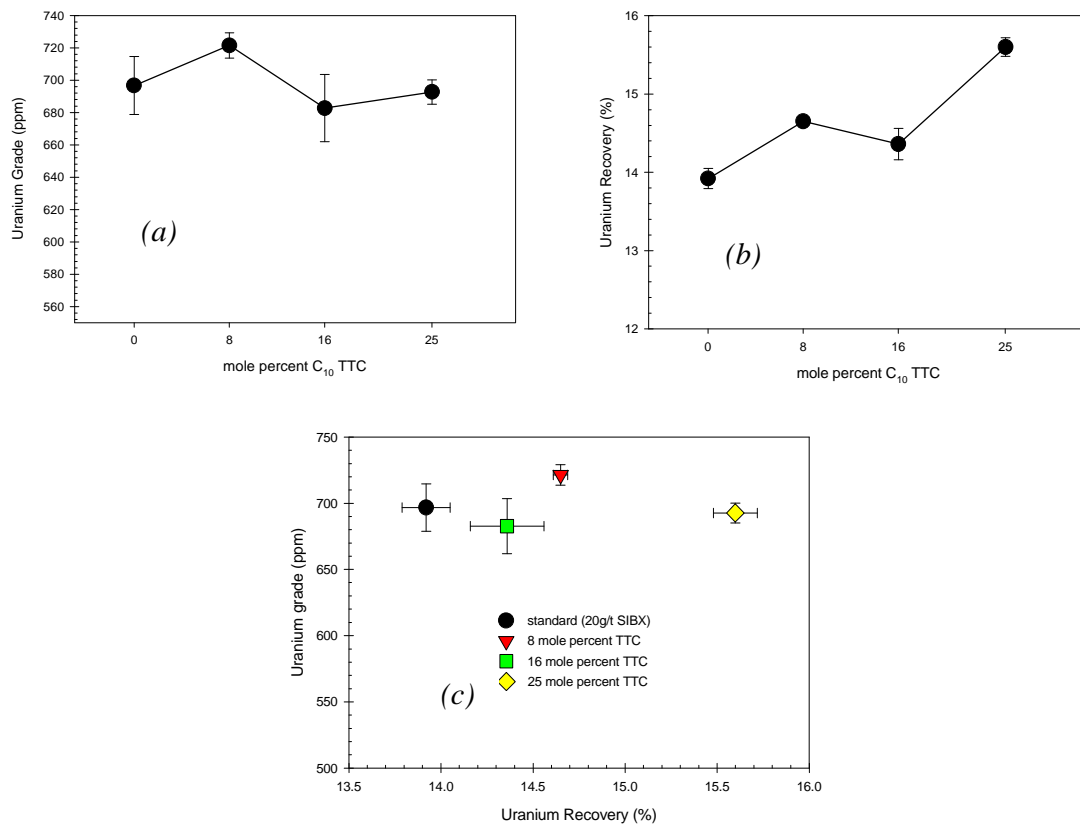 740
720
700
680
660
640
620
600
580
560
Uranium Grade (ppm)
(a)
0 8 16 25
mole percent C₁₀ TTC
16
15
14
13
12
Uranium Recovery (%)
(b)
0 8 16 25
mole percent C₁₀ TTC
750
700
650
600
550
500
Uranium grade (ppm)
standard (20g/t SIBX)
8 mole percent TTC
16 mole percent TTC
25 mole percent TTC
(c)
13.5 14.0 14.5 15.0 15.5 16.0
Uranium Recovery (%)